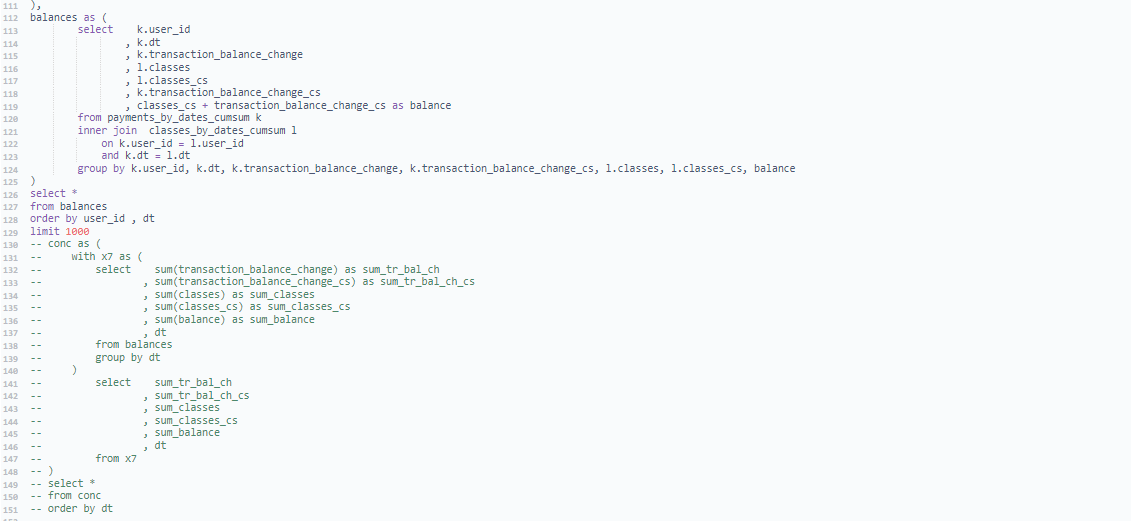 111 ),
112 balances as (
113 select k.user_id
114 , k.dt
115 , k.transaction_balance_change
116 , l.classes
117 , l.classes_cs
118 , k.transaction_balance_change_cs
119 , classes_cs + transaction_balance_change_cs as balance
120 from payments_by_dates_cumsum k
121 inner join classes_by_dates_cumsum l
122 on k.user_id = l.user_id
123 and k.dt = l.dt
124 group by k.user_id, k.dt, k.transaction_balance_change, k.transaction_balance_change_cs, l.classes, l.classes_cs, balance
125 )
126 select *
127 from balances
128 order by user_id , dt
129 limit 1000
130 -- conc as (
131 -- with x7 as (
132 -- select sum(transaction_balance_change) as sum_tr_bal_ch
133 -- , sum(transaction_balance_change_cs) as sum_tr_bal_ch_cs
134 -- , sum(classes) as sum_classes
135 -- , sum(classes_cs) as sum_classes_cs
136 -- , sum(balance) as sum_balance
137 -- , dt
138 -- from balances
139 -- group by dt
140 -- )
141 -- select sum_tr_bal_ch
142 -- , sum_tr_bal_ch_cs
143 -- , sum_classes
144 -- , sum_classes_cs
145 -- , sum_balance
146 -- , dt
147 -- from x7
148 -- )
149 -- select *
150 -- from conc
151 -- order by dt